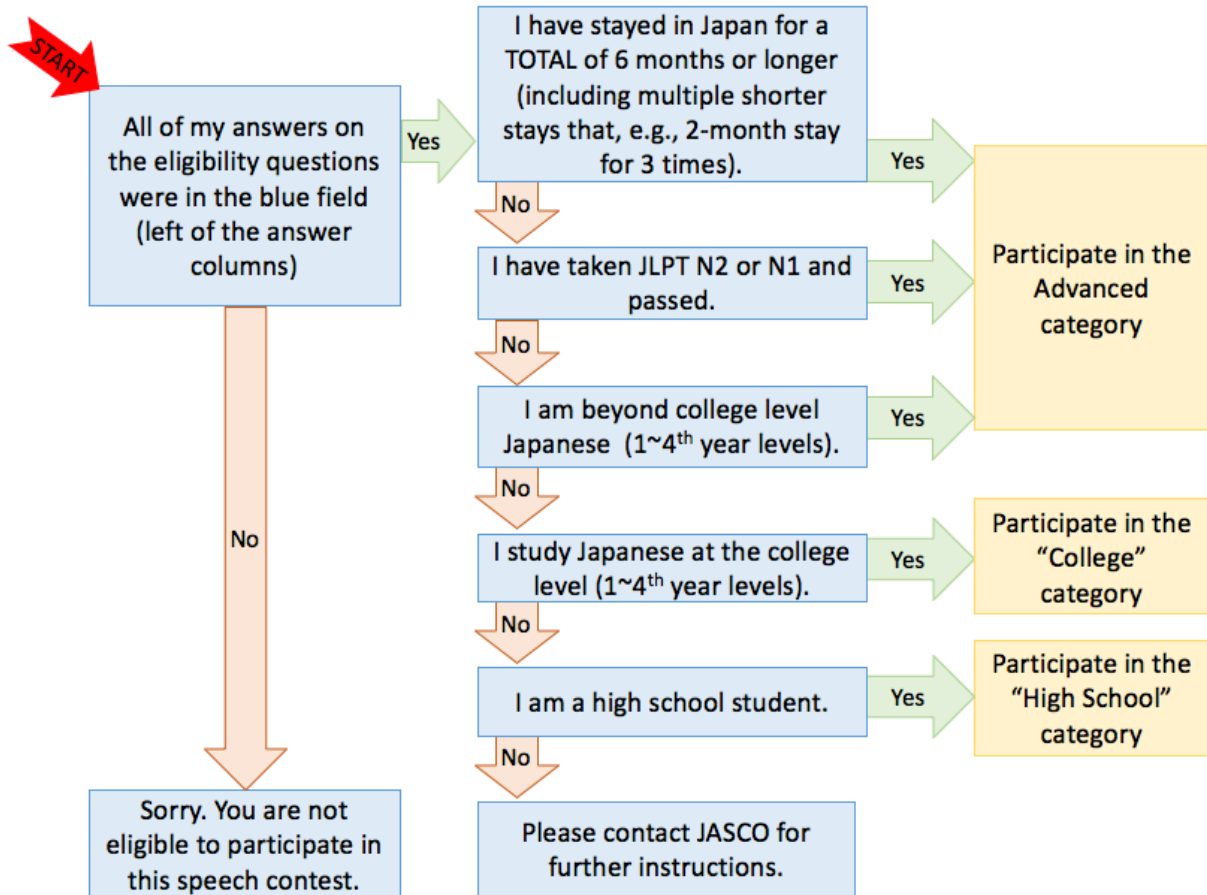 START
All of my answers on
the eligibility questions
were in the blue field
(left of the answer
columns)
Yes
I have stayed in Japan for a
TOTAL of 6 months or longer
(including multiple shorter
stays that, e.g., 2-month stay
for 3 times).
Yes
No
I have taken JLPT N2 or N1 and
passed.
Yes
Participate in the
Advanced
category
No
I am beyond college level
Japanese (1~4th year levels).
Yes
No
No
I study Japanese at the college
level (1~4th year levels).
Yes
Participate in the
“College”
category
No
I am a high school student.
Yes
Participate in the
“High School”
category
No
Sorry. You are not
eligible to participate in
this speech contest.
Please contact JASCO for
further instructions.